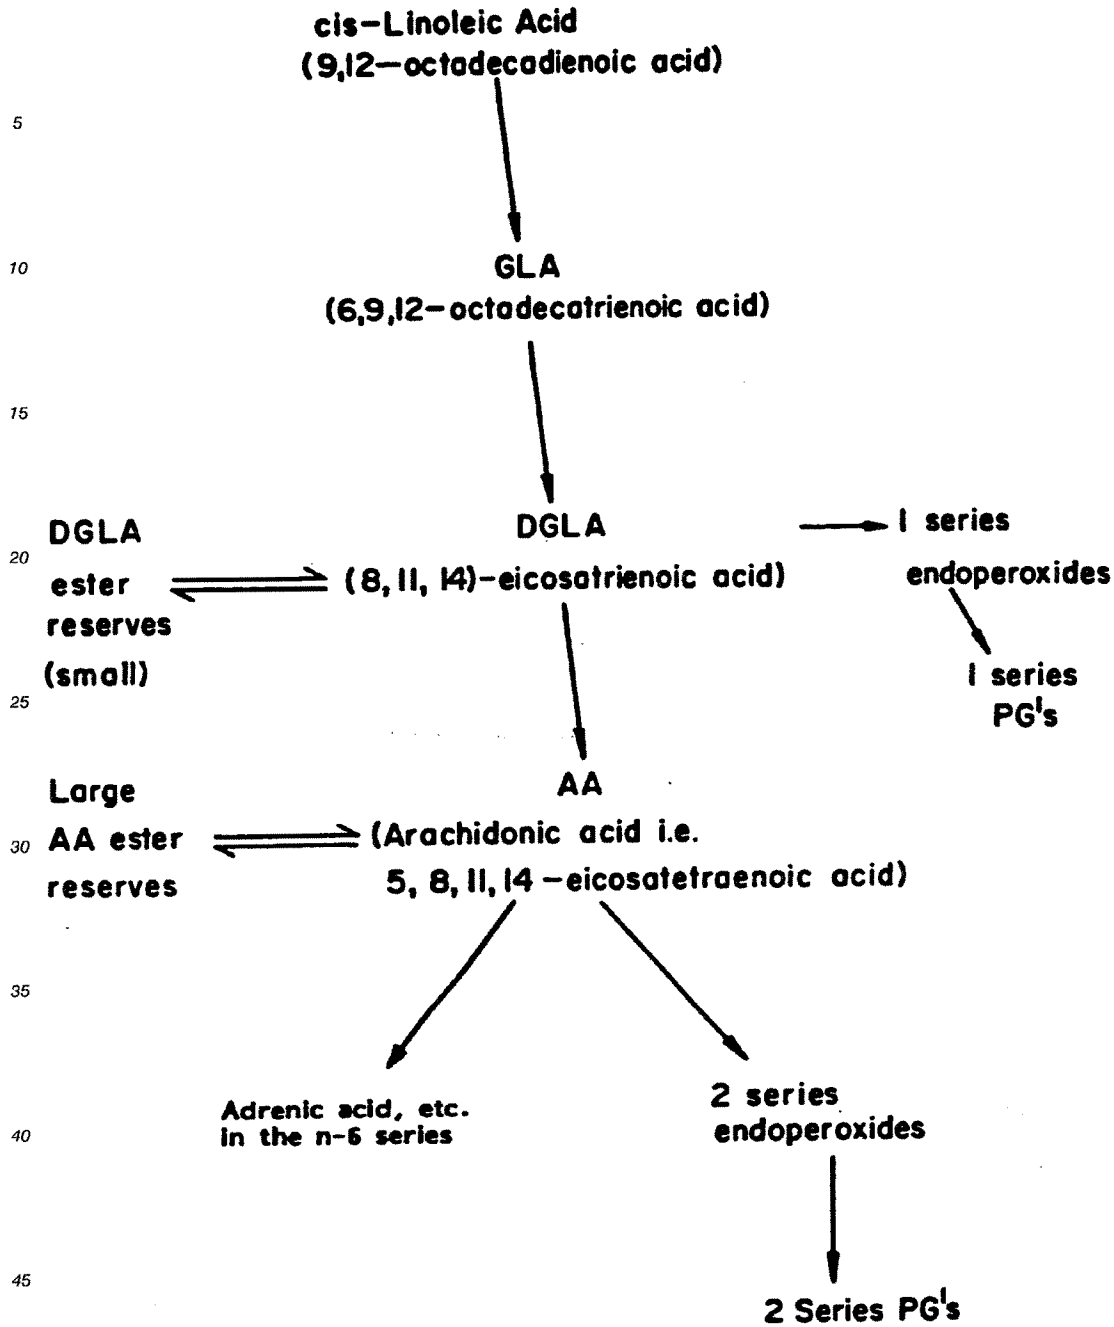 cis-Linoleic Acid
(9,12-octadecadienoic acid)
5
10
GLA
(6,9,12-octadecatrienoic acid)
15
DGLA
ester
reserves
(small)
DGLA
(8, 11, 14)-eicosatrienoic acid)
1 series
endoperoxides
1 series
PG's
20
25
Large
AA ester
reserves
AA
(Arachidonic acid i.e.
5, 8, 11, 14 -eicosatetraenoic acid)
30
35
Adrenic acid, etc.
in the n-6 series
2 series
endoperoxides
40
45
2 Series PG's